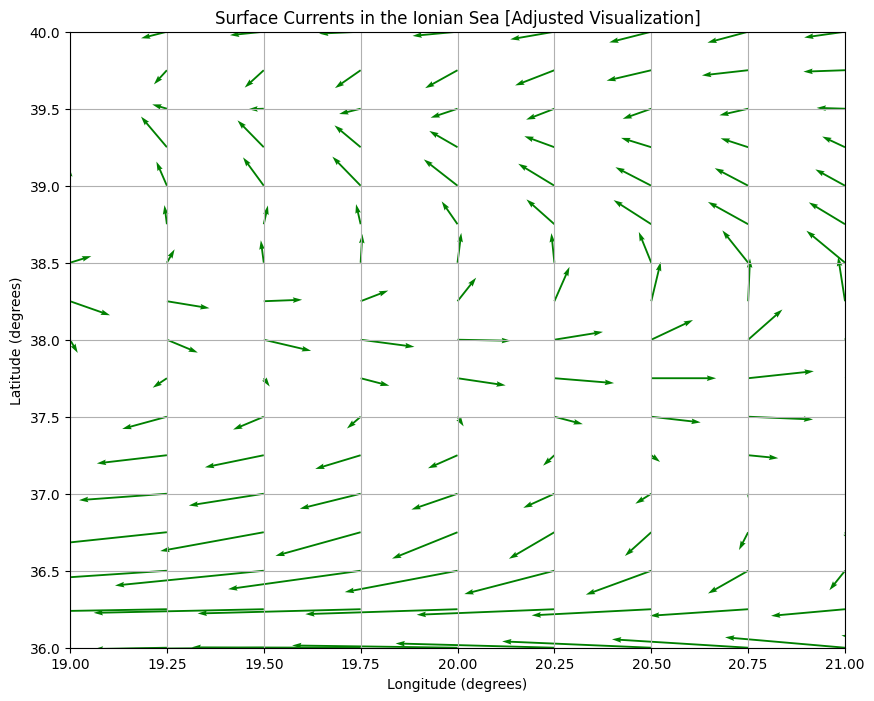 Surface Currents in the Ionian Sea [Adjusted Visualization]
40.0
39.5
39.0
38.5
38.0
37.5
37.0
36.5
36.0
Latitude (degrees)
19.00 19.25 19.50 19.75 20.00 20.25 20.50 20.75 21.00
Longitude (degrees)